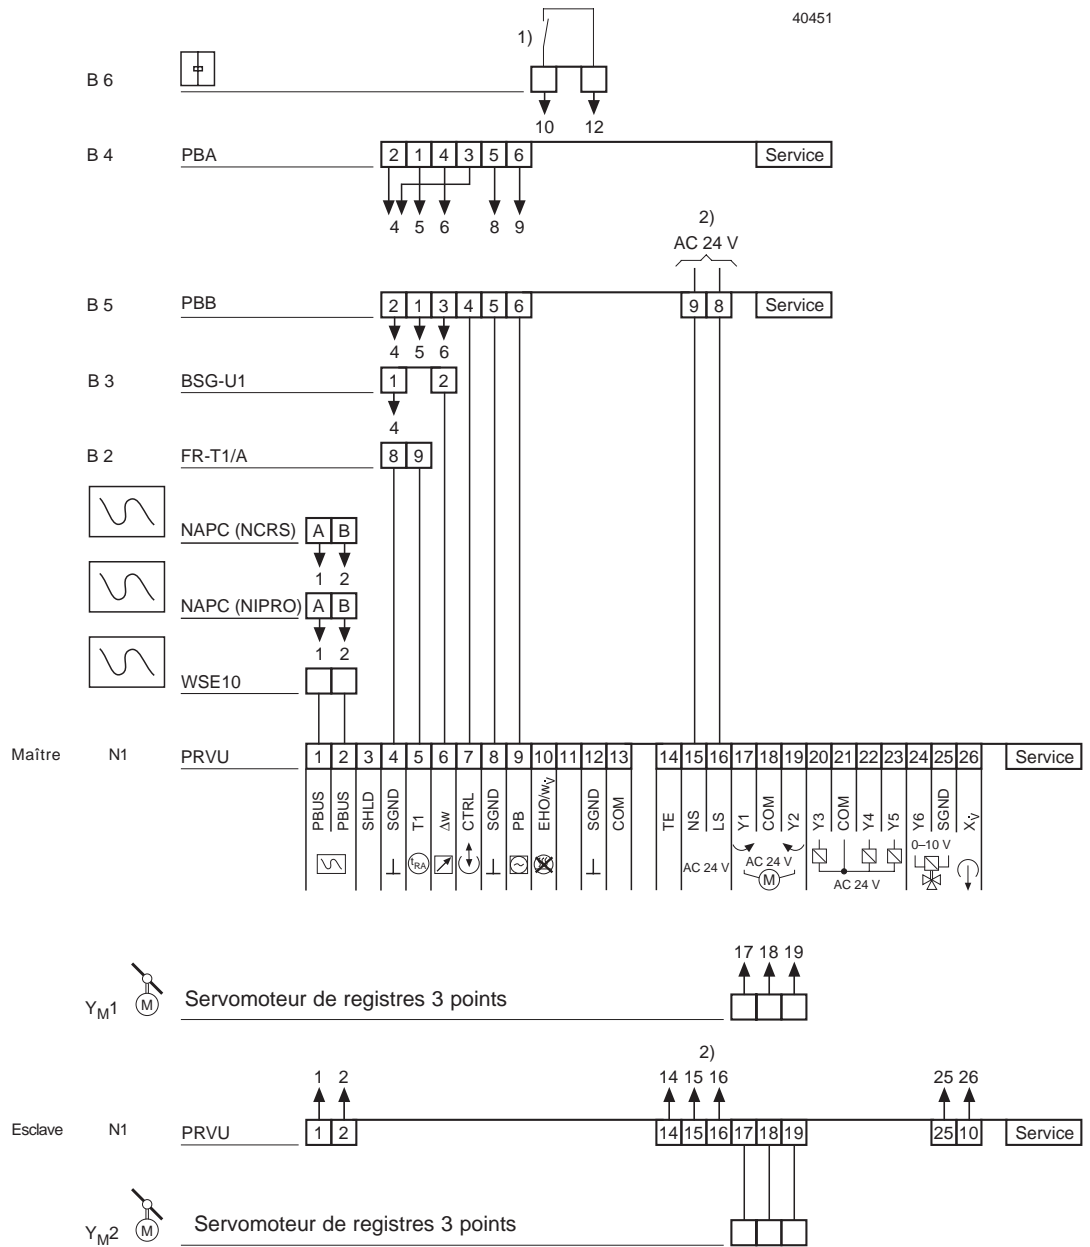 40451
1)
B 6
10 12
B 4 PBA 2 1 4 3 5 6 Service
4 5 6 8 9
2)
AC 24 V
B 5 PBB 2 1 3 4 5 6 9 8 Service
4 5 6
B 3 BSG-U1 1 2
4
B 2 FR-T1/A 8 9
NAPC (NCRS) A B
1 2
NAPC (NIPRO) A B
1 2
WSE10
Maître N1 PRVU 1 2 3 4 5 6 7 8 9 10 11 12 13 14 15 16 17 18 19 20 21 22 23 24 25 26 Service
PBUS PBUS SHLD SGND T1 Δw CTRL SGND PB EHO/wV̇ SGND COM TE NS LS Y1 COM Y2 Y3 COM Y4 Y5 Y6 SGND XV̇
0–10 V
tRA AC 24 V AC 24 V
M AC 24 V
17 18 19
YM1 M Servomoteur de registres 3 points
2)
1 2 14 15 16 25 26
Esclave N1 PRVU 1 2 14 15 16 17 18 19 25 10 Service
YM2 M Servomoteur de registres 3 points